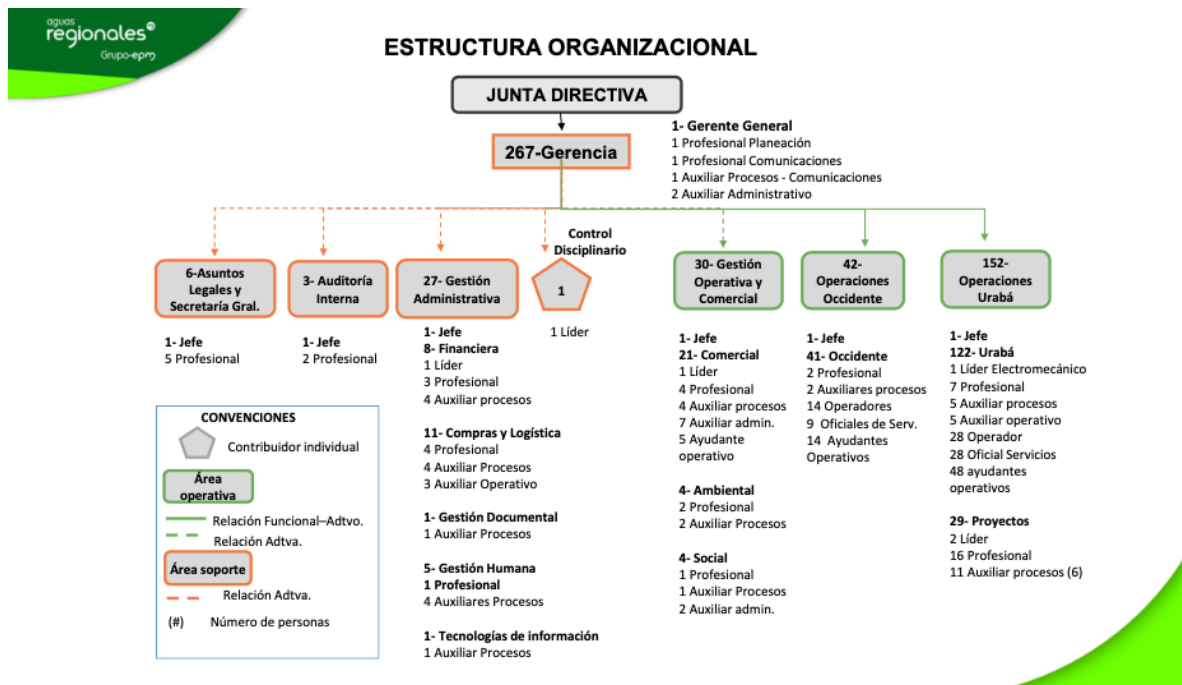 aguas
regionales
Grupo-epm
ESTRUCTURA ORGANIZACIONAL
JUNTA DIRECTIVA
267-Gerencia
1- Gerente General
1 Profesional Planeación
1 Profesional Comunicaciones
1 Auxiliar Procesos - Comunicaciones
2 Auxiliar Administrativo
6-Asuntos
Legales y
Secretaría Gral.
1- Jefe
5 Profesional
3- Auditoría
Interna
1- Jefe
2 Profesional
27- Gestión
Administrativa
1- Jefe
8- Financiera
1 Líder
3 Profesional
4 Auxiliar procesos
11- Compras y Logística
4 Profesional
4 Auxiliar Procesos
3 Auxiliar Operativo
1- Gestión Documental
1 Auxiliar Procesos
5- Gestión Humana
1 Profesional
4 Auxiliares Procesos
1- Tecnologías de información
1 Auxiliar Procesos
Control
Disciplinario
1
1 Líder
30- Gestión
Operativa y
Comercial
1- Jefe
21- Comercial
1 Líder
4 Profesional
4 Auxiliar procesos
7 Auxiliar admin.
5 Ayudante
operativo
4- Ambiental
2 Profesional
2 Auxiliar Procesos
4- Social
1 Profesional
1 Auxiliar Procesos
2 Auxiliar admin.
42-
Operaciones
Occidente
1- Jefe
41- Occidente
2 Profesional
2 Auxiliares procesos
14 Operadores
9 Oficiales de Serv.
14 Ayudantes
Operativos
152-
Operaciones
Urabá
1- Jefe
122- Urabá
1 Líder Electromecánico
7 Profesional
5 Auxiliar procesos
5 Auxiliar operativo
28 Operador
28 Oficial Servicios
48 ayudantes
operativos
29- Proyectos
2 Líder
16 Profesional
11 Auxiliar procesos (6)
CONVENCIONES
Contribuidor individual
Área
operativa
Relación Funcional–Adtvo.
Relación Adtva.
Área soporte
Relación Adtva.
(#) Número de personas